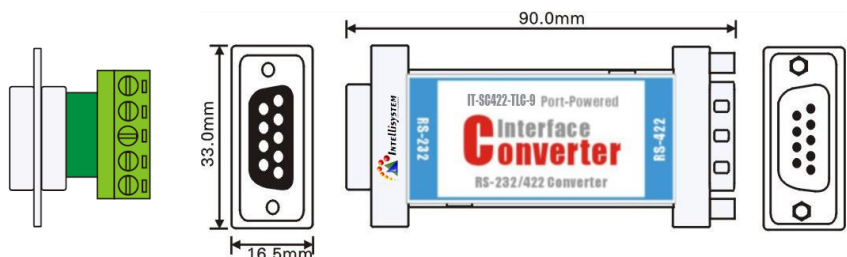 90.0mm
33.0mm
16.5mm
INTELLISYSTEM
RS-232
IT-SC422-TLC-9 Port-Powered
Interface
Converter
RS-232/422 Converter
RS-422